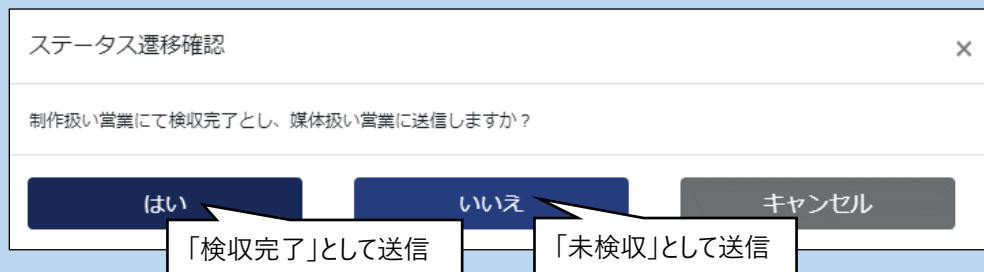 ステータス遷移確認
×
制作扱い営業にて検収完了とし、媒体扱い営業に送信しますか？
はい
いいえ
キャンセル
「検収完了」として送信
「未検収」として送信